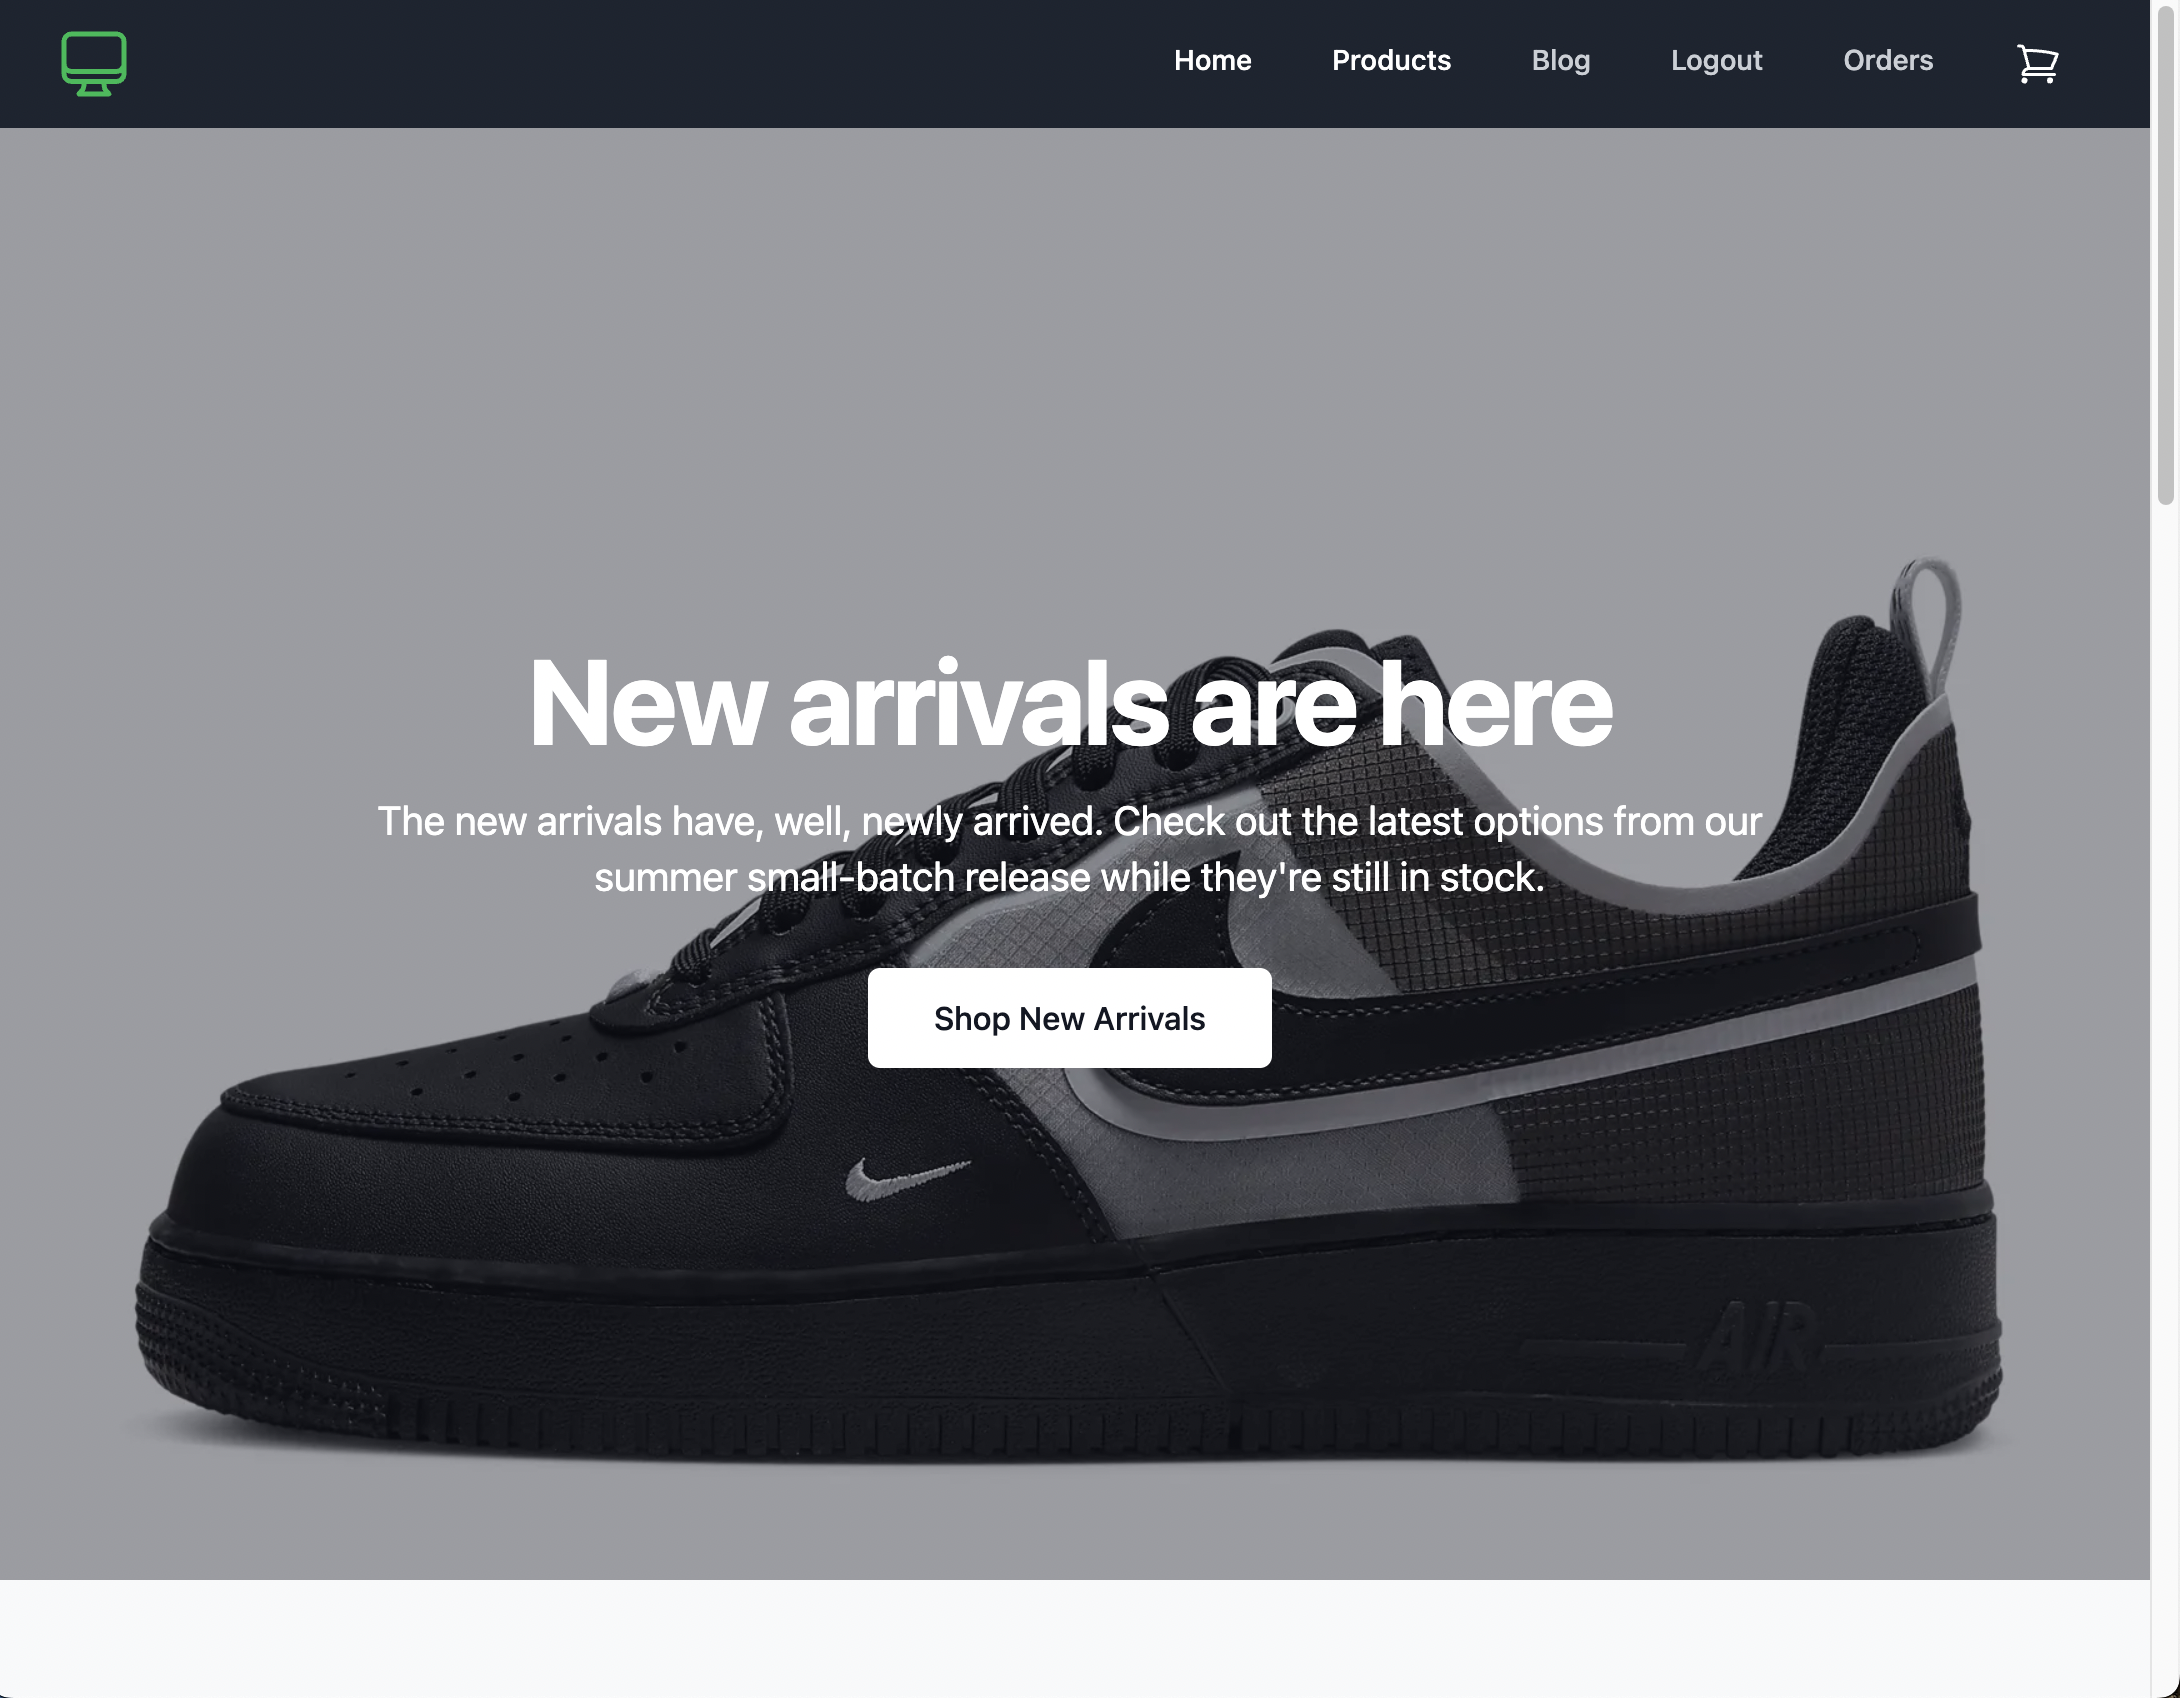 Home Products Blog Logout Orders
New arrivals are here
The new arrivals have, well, newly arrived. Check out the latest options from our
summer small-batch release while they're still in stock.
Shop New Arrivals
AIR